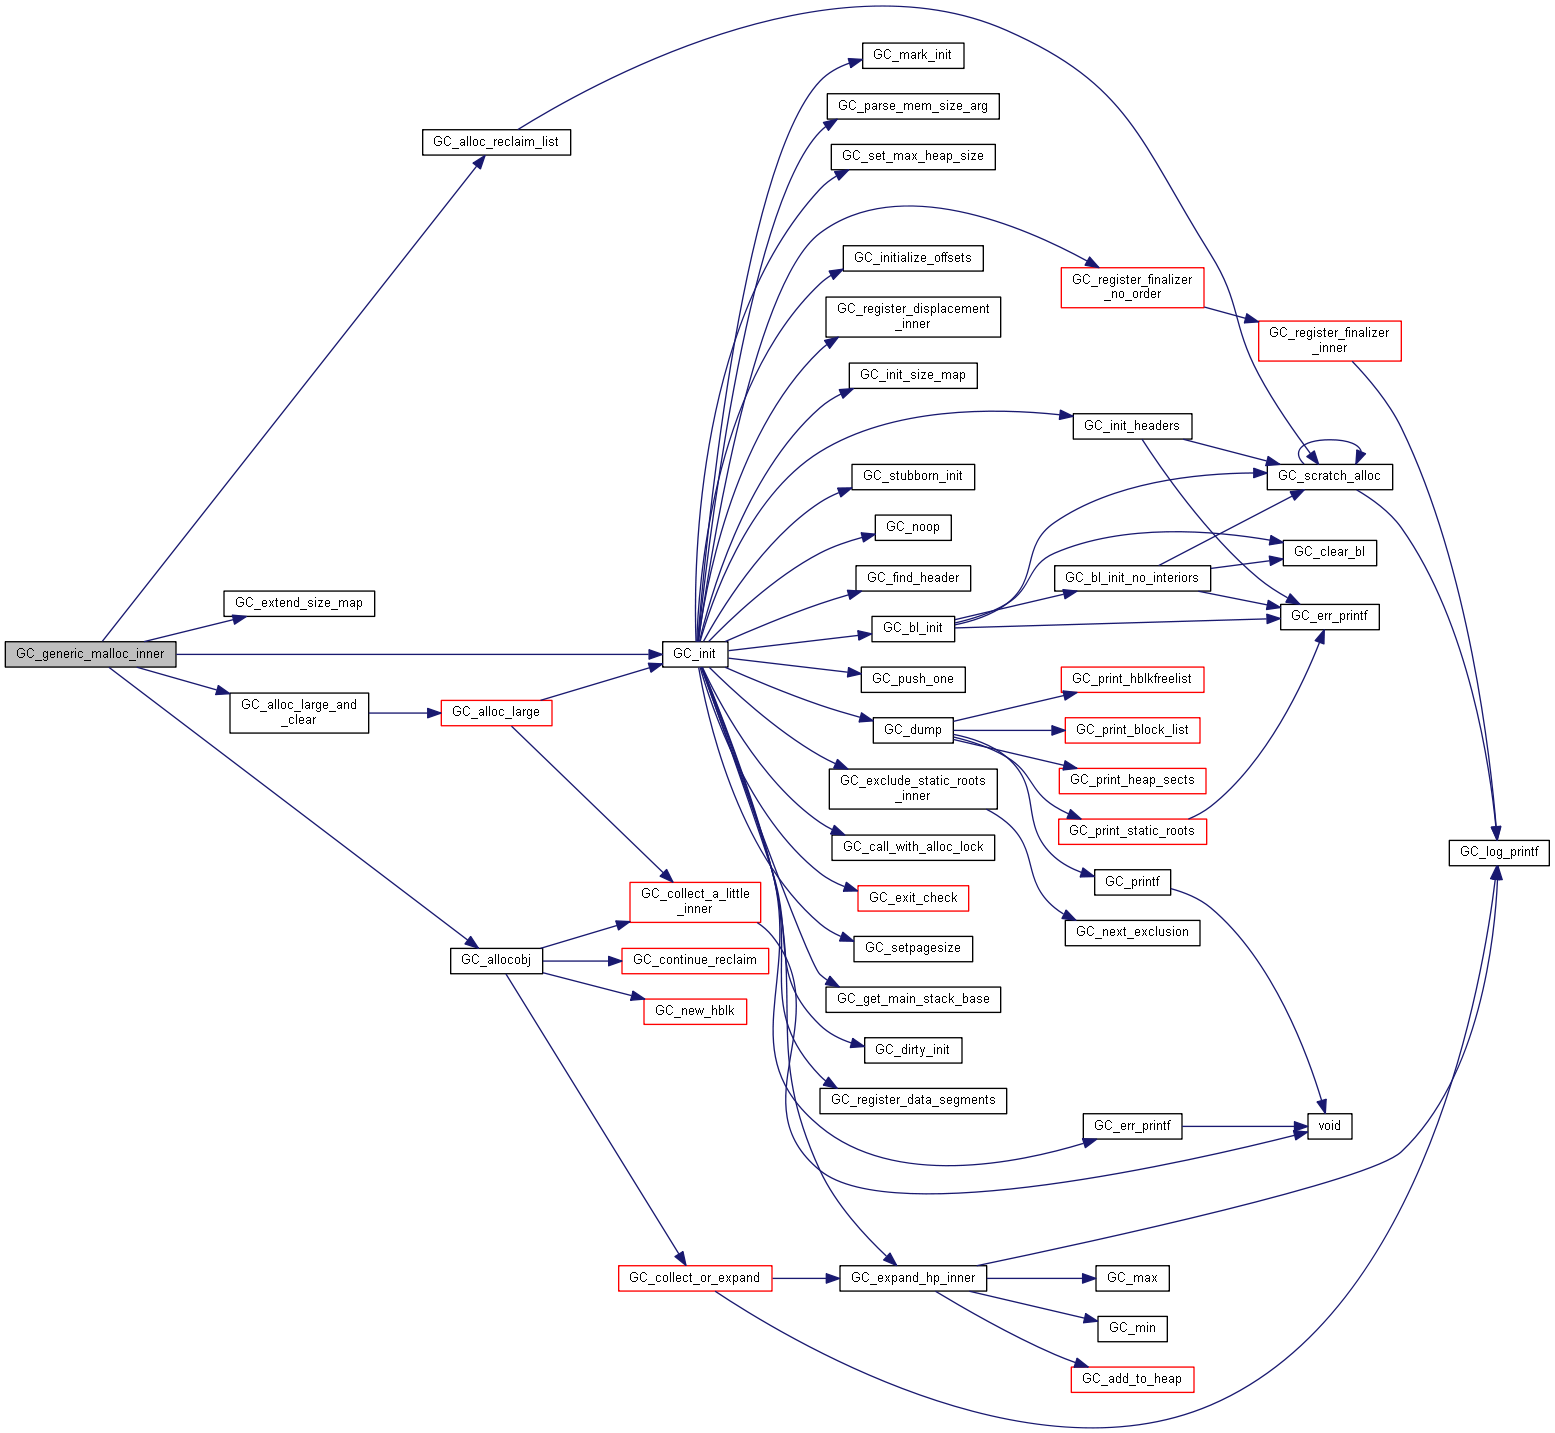 GC_mark_init
GC_parse_mem_size_arg
GC_alloc_reclaim_list
GC_set_max_heap_size
GC_initialize_offsets
GC_register_finalizer
_no_order
GC_register_displacement
_inner
GC_register_finalizer
_inner
GC_init_size_map
GC_init_headers
GC_stubborn_init
GC_scratch_alloc
GC_noop
GC_clear_bl
GC_find_header
GC_bl_init_no_interiors
GC_extend_size_map
GC_err_printf
GC_bl_init
GC_generic_malloc_inner
GC_init
GC_push_one
GC_print_hblkfreelist
GC_alloc_large_and
_clear
GC_alloc_large
GC_dump
GC_print_block_list
GC_exclude_static_roots
_inner
GC_print_heap_sects
GC_print_static_roots
GC_call_with_alloc_lock
GC_log_printf
GC_printf
GC_collect_a_little
_inner
GC_exit_check
GC_next_exclusion
GC_setpagesize
GC_allocobj
GC_continue_reclaim
GC_get_main_stack_base
GC_new_hblk
GC_dirty_init
GC_register_data_segments
GC_err_printf
void
GC_collect_or_expand
GC_expand_hp_inner
GC_max
GC_min
GC_add_to_heap